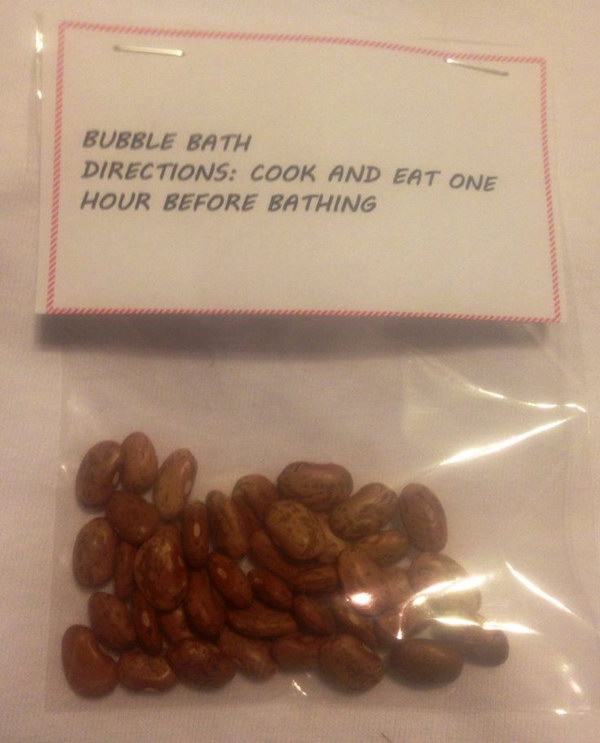 BUBBLE BATH
DIRECTIONS: COOK AND EAT ONE
HOUR BEFORE BATHING